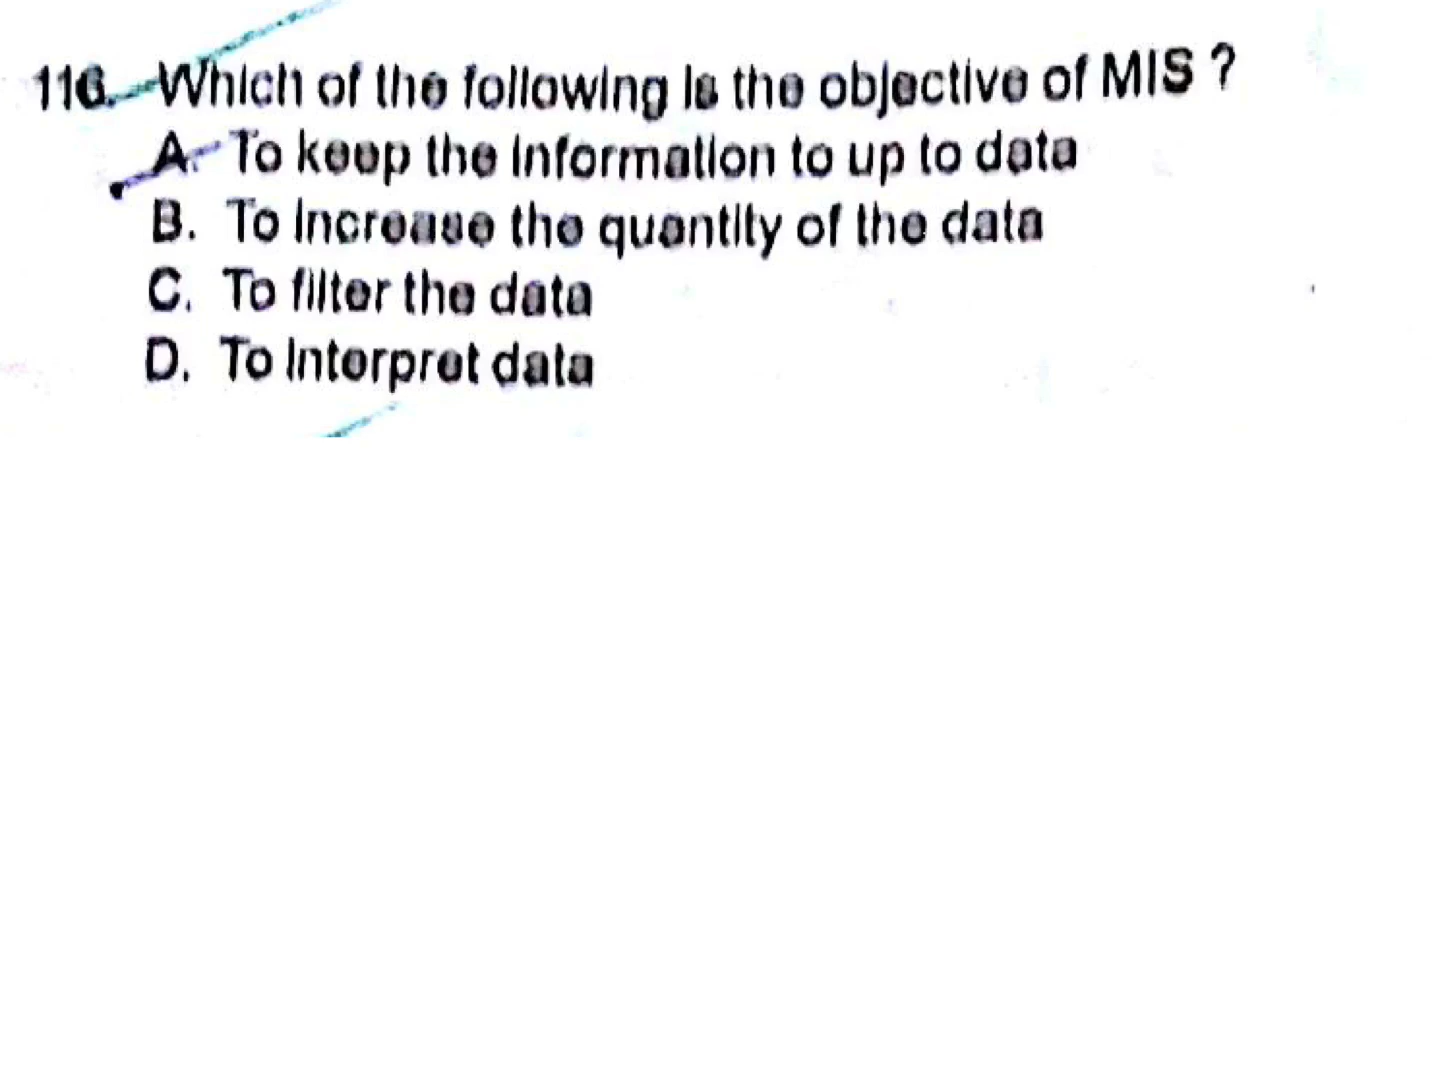 116. Which of the following is the objective of MIS ?
A. To keep the information to up to data
B. To increase the quantity of the data
C. To filter the data
D. To Interpret data